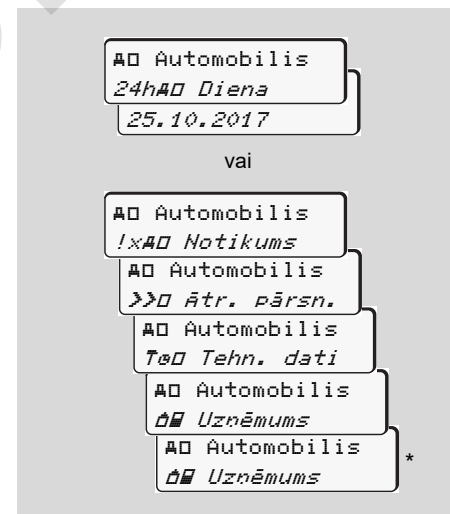 Automobilis
24h Diena
25.10.2017
vai
Automobilis
!x Notikums
Automobilis
>> Ātr. pārsn.
Automobilis
Tehn. dati
Automobilis
Uzņēmums
Automobilis
Uzņēmums
*